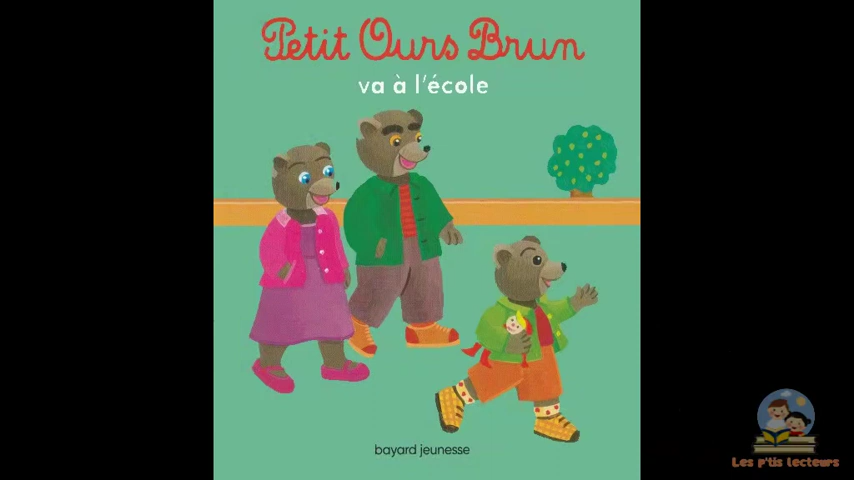 Petit Ours Brun
va à l'école
bayard jeunesse
Les p'tis lecteurs